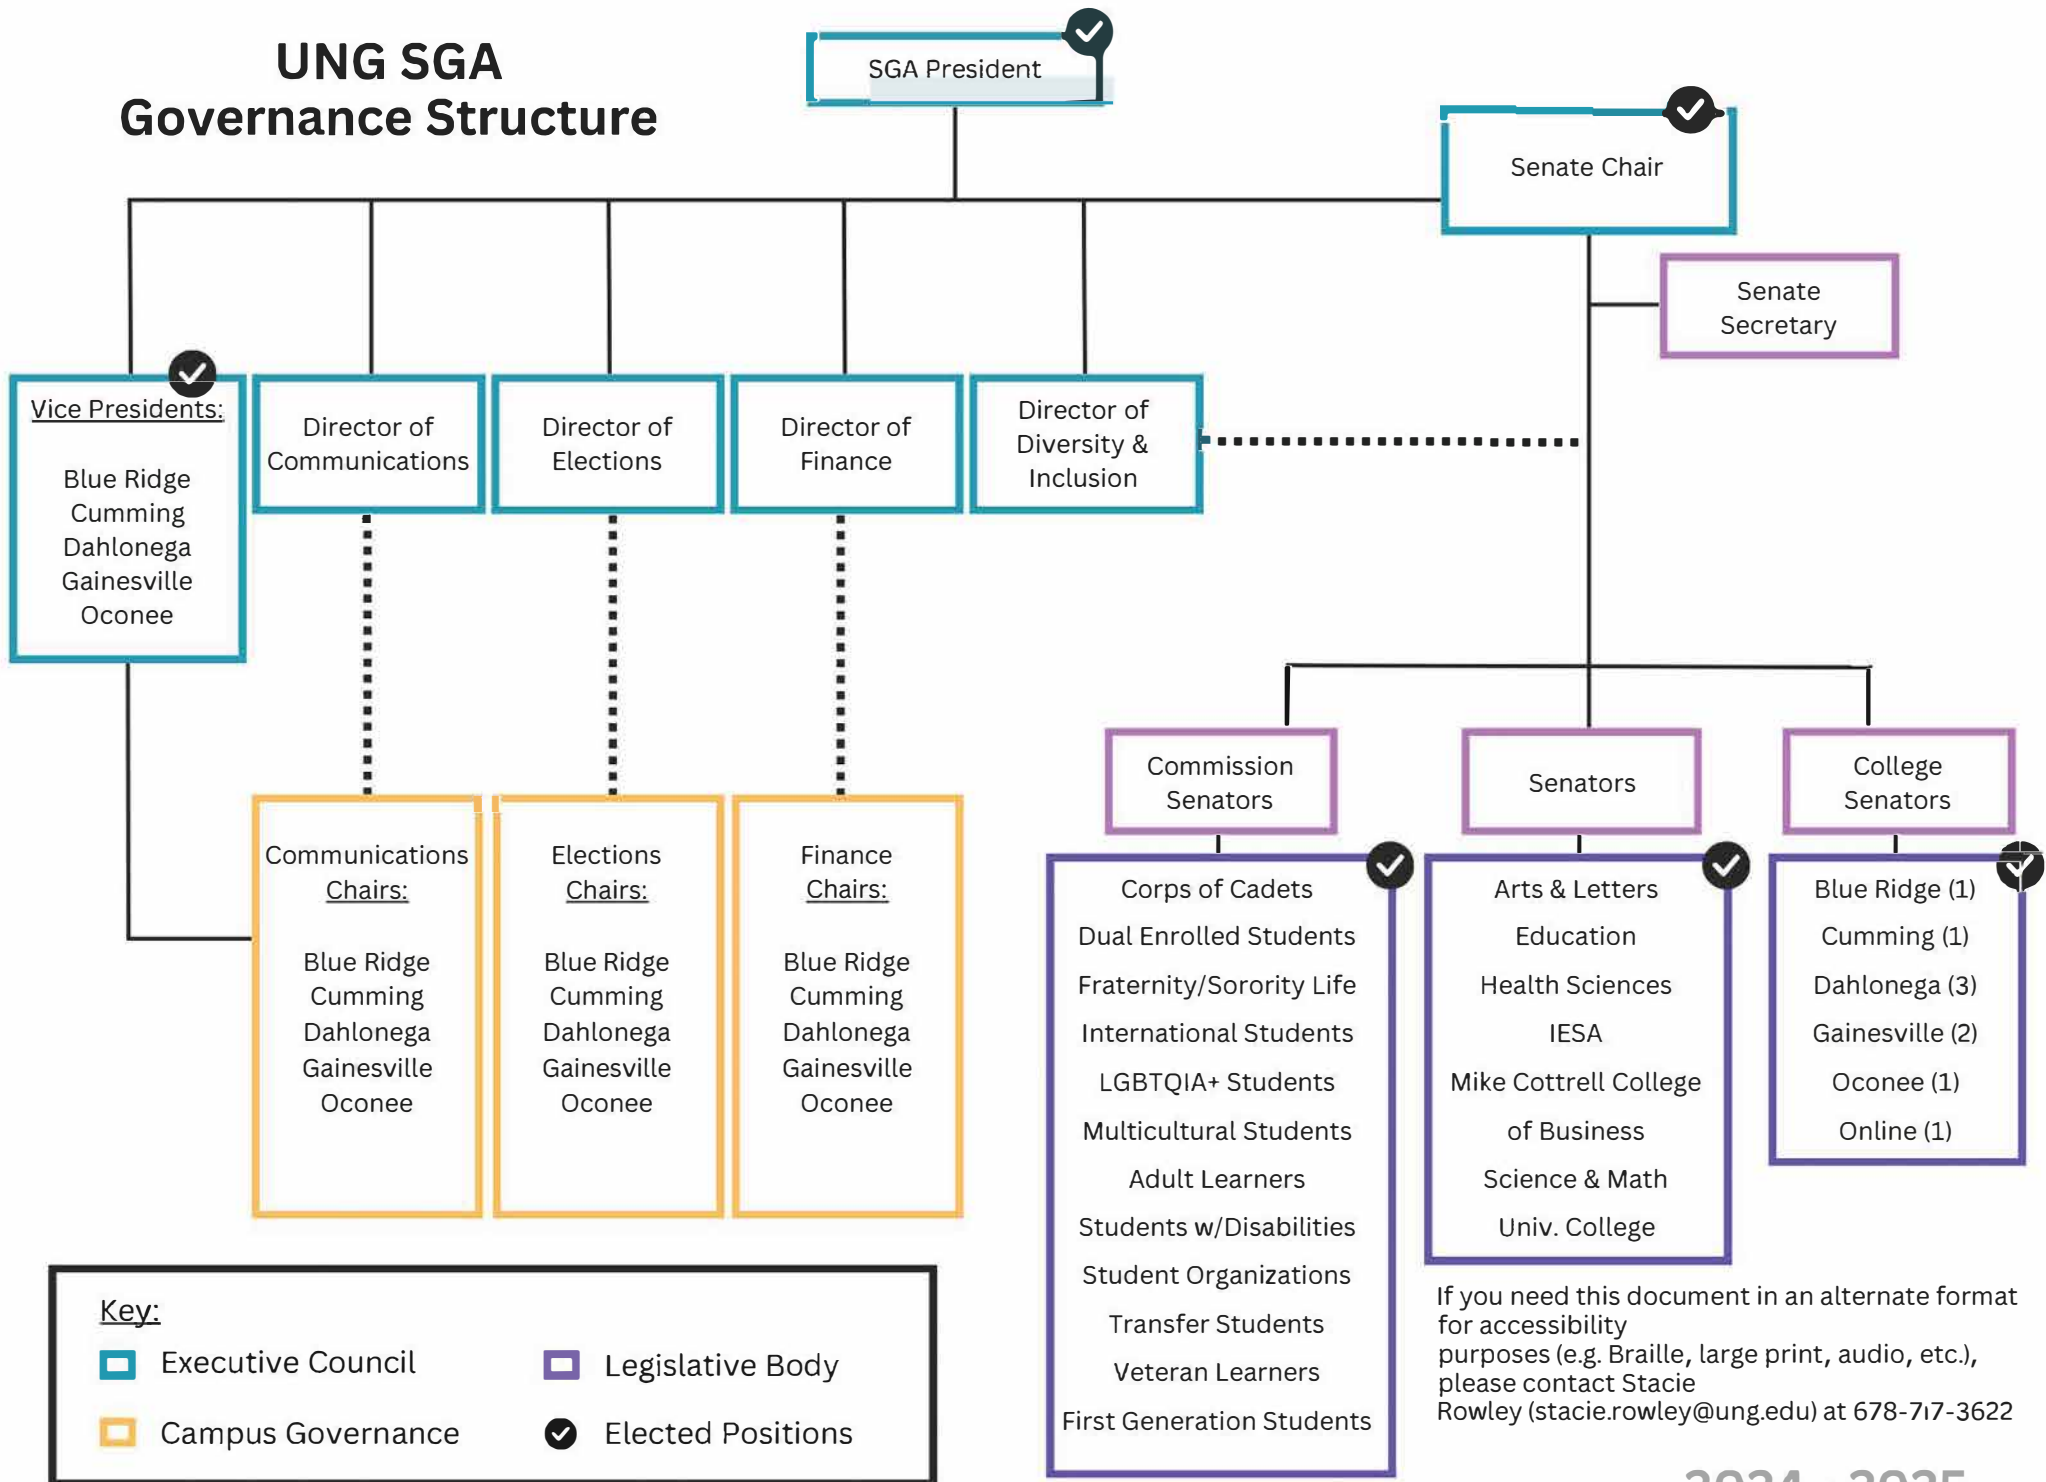 UNG SGA
Governance Structure
SGA President
Senate Chair
Senate
Secretary
Vice Presidents:
Blue Ridge
Cumming
Dahlonega
Gainesville
Oconee
Director of
Communications
Director of
Elections
Director of
Finance
Director of
Diversity &
Inclusion
Communications
Chairs:
Blue Ridge
Cumming
Dahlonega
Gainesville
Oconee
Elections
Chairs:
Blue Ridge
Cumming
Dahlonega
Gainesville
Oconee
Finance
Chairs:
Blue Ridge
Cumming
Dahlonega
Gainesville
Oconee
Commission
Senators
Corps of Cadets
Dual Enrolled Students
Fraternity/Sorority Life
International Students
LGBTQIA+ Students
Multicultural Students
Adult Learners
Students w/Disabilities
Student Organizations
Transfer Students
Veteran Learners
First Generation Students
Senators
Arts & Letters
Education
Health Sciences
IESA
Mike Cottrell College
of Business
Science & Math
Univ. College
College
Senators
Blue Ridge (1)
Cumming (1)
Dahlonega (3)
Gainesville (2)
Oconee (1)
Online (1)
Key:
Executive Council
Legislative Body
Campus Governance
Elected Positions
If you need this document in an alternate format
for accessibility
purposes (e.g. Braille, large print, audio, etc.),
please contact Stacie
Rowley (stacie.rowley@ung.edu) at 678-717-3622